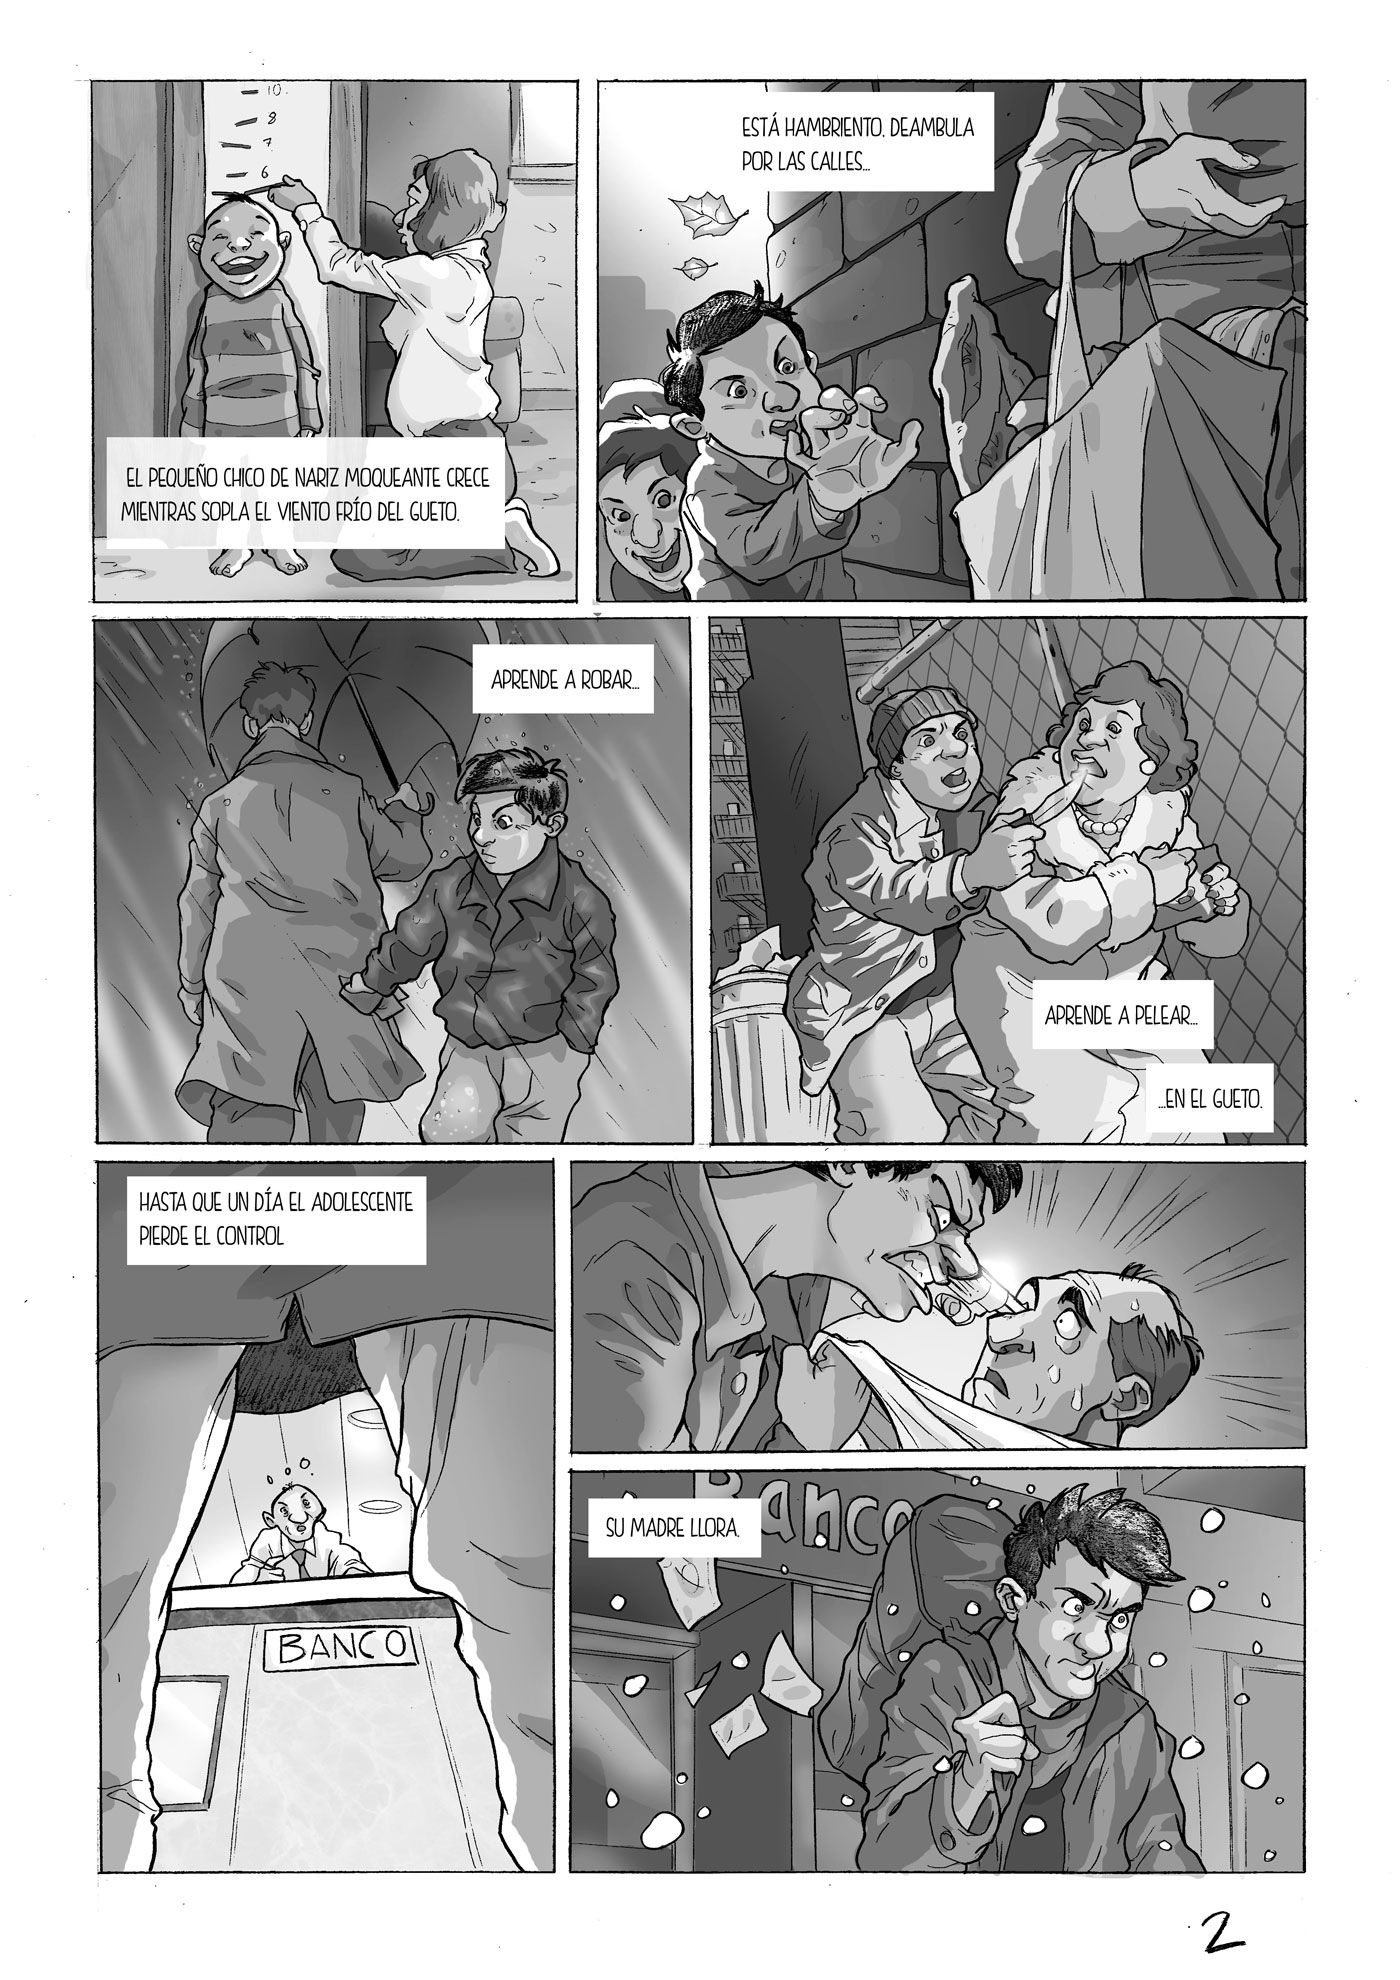 10
8
7
6
EL PEQUEÑO CHICO DE NARIZ MOQUEANTE CRECE
MIENTRAS SOPLA EL VIENTO FRÍO DEL GUETO.
ESTÁ HAMBRIENTO, DEAMBULA
POR LAS CALLES...
APRENDE A ROBAR...
APRENDE A PELEAR...
...EN EL GUETO.
HASTA QUE UN DÍA EL ADOLESCENTE
PIERDE EL CONTROL
BANCO
Banco
SU MADRE LLORA.
2